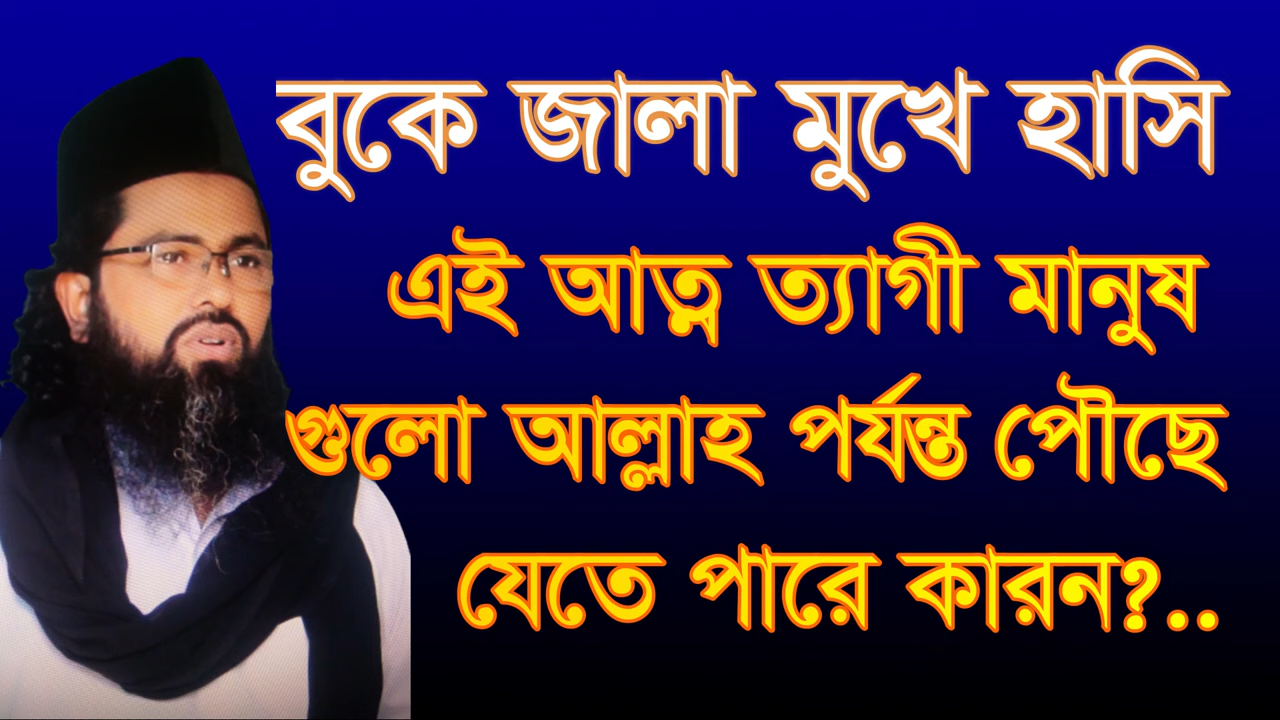 বুকে জালা মুখে হাসি
এই আত্ন ত্যাগী মানুষ
গুলো আল্লাহ পর্যন্ত পৌছে
যেতে পারে কারন?..